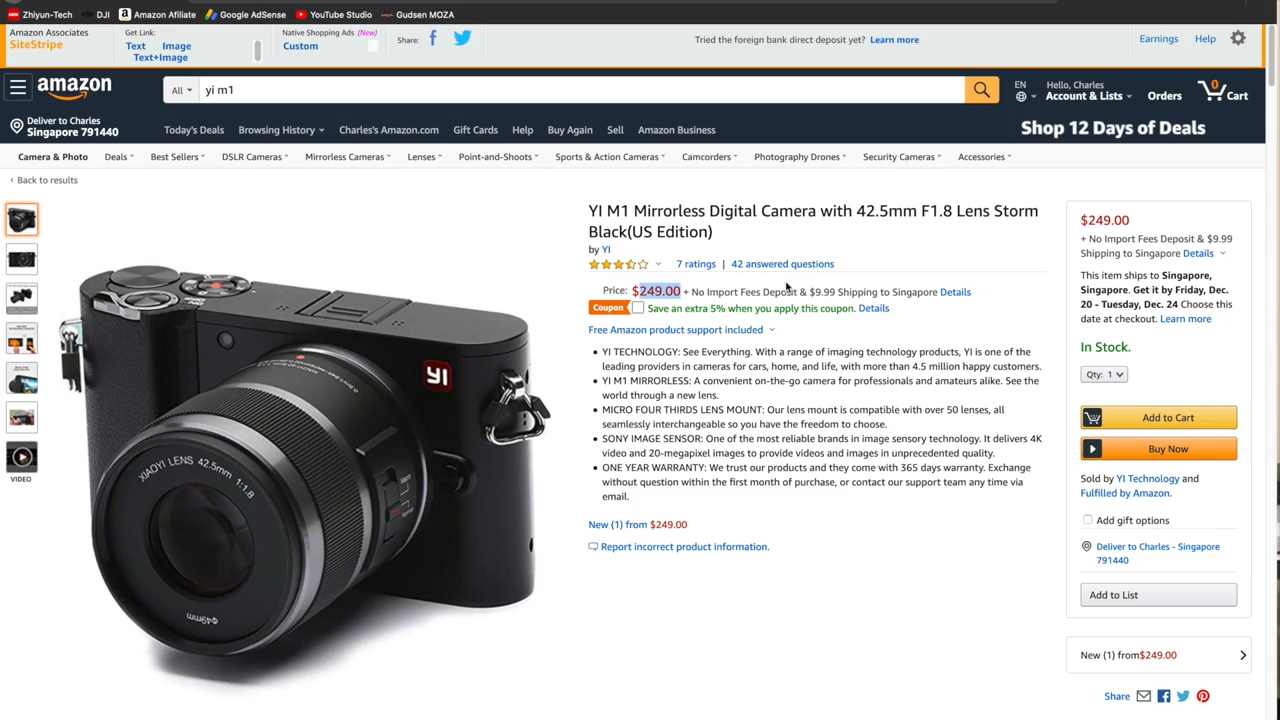 Zhiyun-Tech
DJI
Amazon Afiliate
Google AdSense
YouTube Studio
Gudsen MOZA
Amazon Associates
SiteStripe
Get Link:
Text Image
Text+Image
Native Shopping Ads (New)
Custom
Share:
Tried the foreign bank direct deposit yet? Learn more
Earnings
Help
amazon
All
yi m1
EN
Hello, Charles
Account & Lists
Orders
0
Cart
Deliver to Charles
Singapore 791440
Today's Deals
Browsing History
Charles's Amazon.com
Gift Cards
Help
Buy Again
Sell
Amazon Business
Shop 12 Days of Deals
Camera & Photo
Deals
Best Sellers
DSLR Cameras
Mirrorless Cameras
Lenses
Point-and-Shoots
Sports & Action Cameras
Camcorders
Photography Drones
Security Cameras
Accessories
‹ Back to results
VIDEO
YI
XIAOYI LENS 42.5mm 1:1.8
Φ49mm
YI M1 Mirrorless Digital Camera with 42.5mm F1.8 Lens Storm
Black(US Edition)
by YI
7 ratings | 42 answered questions
Price: $249.00 + No Import Fees Deposit & $9.99 Shipping to Singapore Details
Coupon Save an extra 5% when you apply this coupon. Details
Free Amazon product support included
• YI TECHNOLOGY: See Everything. With a range of imaging technology products, YI is one of the
leading providers in cameras for cars, home, and life, with more than 4.5 million happy customers.
• YI M1 MIRRORLESS: A convenient on-the-go camera for professionals and amateurs alike. See the
world through a new lens.
• MICRO FOUR THIRDS LENS MOUNT: Our lens mount is compatible with over 50 lenses, all
seamlessly interchangeable so you have the freedom to choose.
• SONY IMAGE SENSOR: One of the most reliable brands in image sensory technology. It delivers 4K
video and 20-megapixel images to provide videos and images in unprecedented quality.
• ONE YEAR WARRANTY: We trust our products and they come with 365 days warranty. Exchange
without question within the first month of purchase, or contact our support team any time via
email.
New (1) from $249.00
Report incorrect product information.
$249.00
+ No Import Fees Deposit & $9.99
Shipping to Singapore Details
This item ships to Singapore,
Singapore. Get it by Friday, Dec.
20 - Tuesday, Dec. 24 Choose this
date at checkout. Learn more
In Stock.
Qty: 1
Add to Cart
Buy Now
Sold by YI Technology and
Fulfilled by Amazon.
Add gift options
Deliver to Charles - Singapore
791440
Add to List
New (1) from$249.00
Share